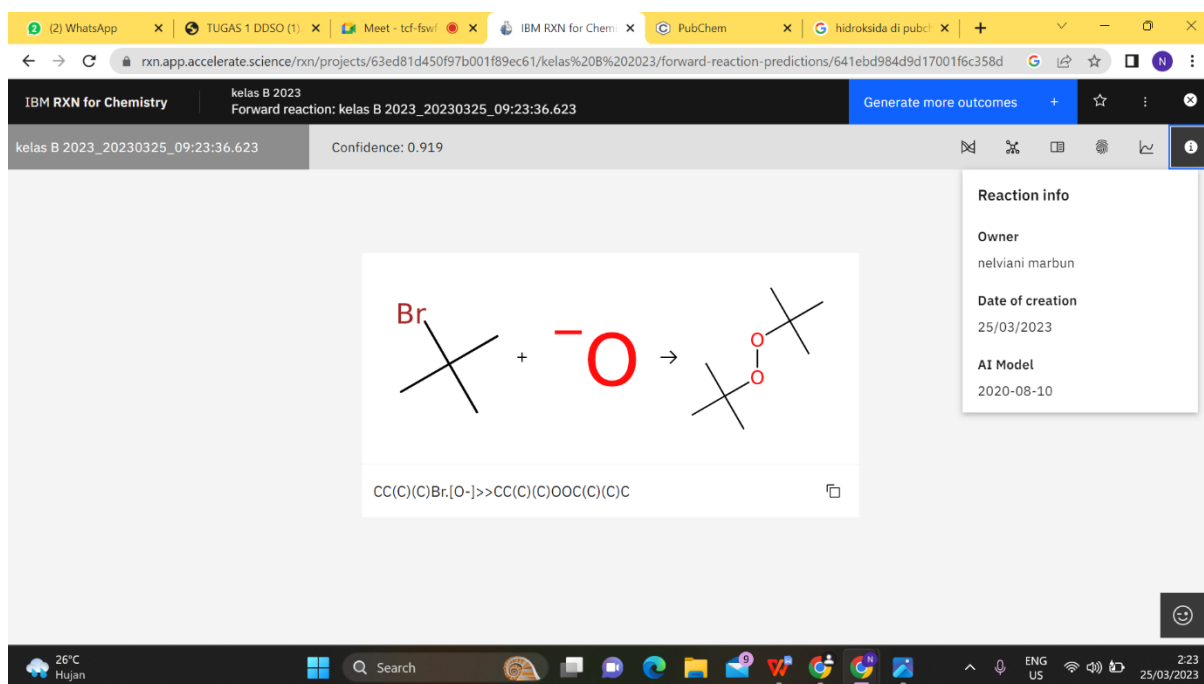 (2) WhatsApp
TUGAS 1 DDSO (1).
Meet - tcf-fswf
IBM RXN for Chemi
PubChem
hidroksida di pubch
rxn.app.accelerate.science/rxn/projects/63ed81d450f97b001f89ec61/kelas%20B%202023/forward-reaction-predictions/641ebd984d9d17001f6c358d
IBM RXN for Chemistry
kelas B 2023
Forward reaction: kelas B 2023_20230325_09:23:36.623
Generate more outcomes +
kelas B 2023_20230325_09:23:36.623
Confidence: 0.919
Reaction info
Owner
nelviani marbun
Date of creation
25/03/2023
AI Model
2020-08-10
Br
+
−O
→
O
O
CC(C)(C)Br.[O-]>>CC(C)(C)OOC(C)(C)C
26°C
Hujan
Search
9
ENG
US
2:23
25/03/2023